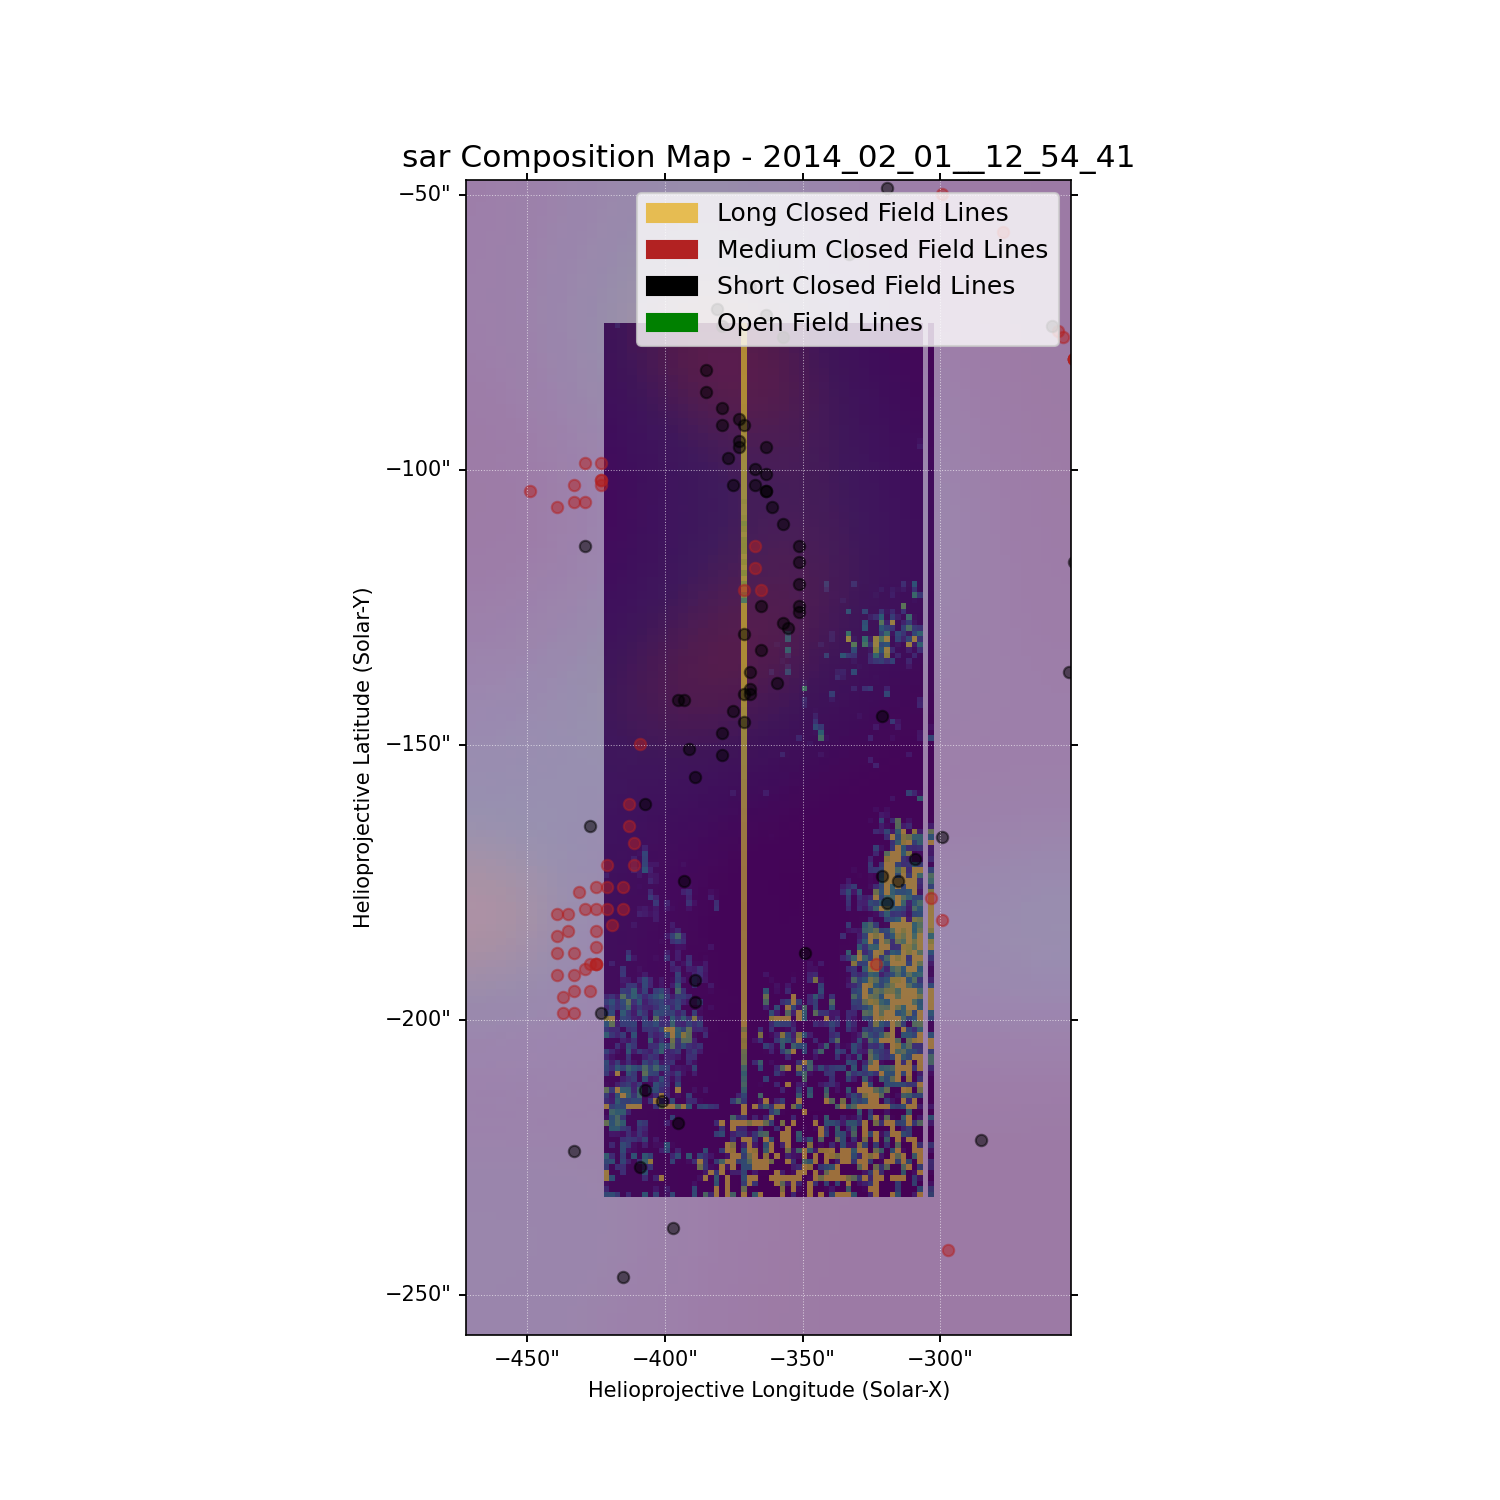 sar Composition Map - 2014_02_01__12_54_41
Long Closed Field Lines
Medium Closed Field Lines
Short Closed Field Lines
Open Field Lines
−50"
−100"
−150"
−200"
−250"
Helioprojective Latitude (Solar-Y)
−450"
−400"
−350"
−300"
Helioprojective Longitude (Solar-X)